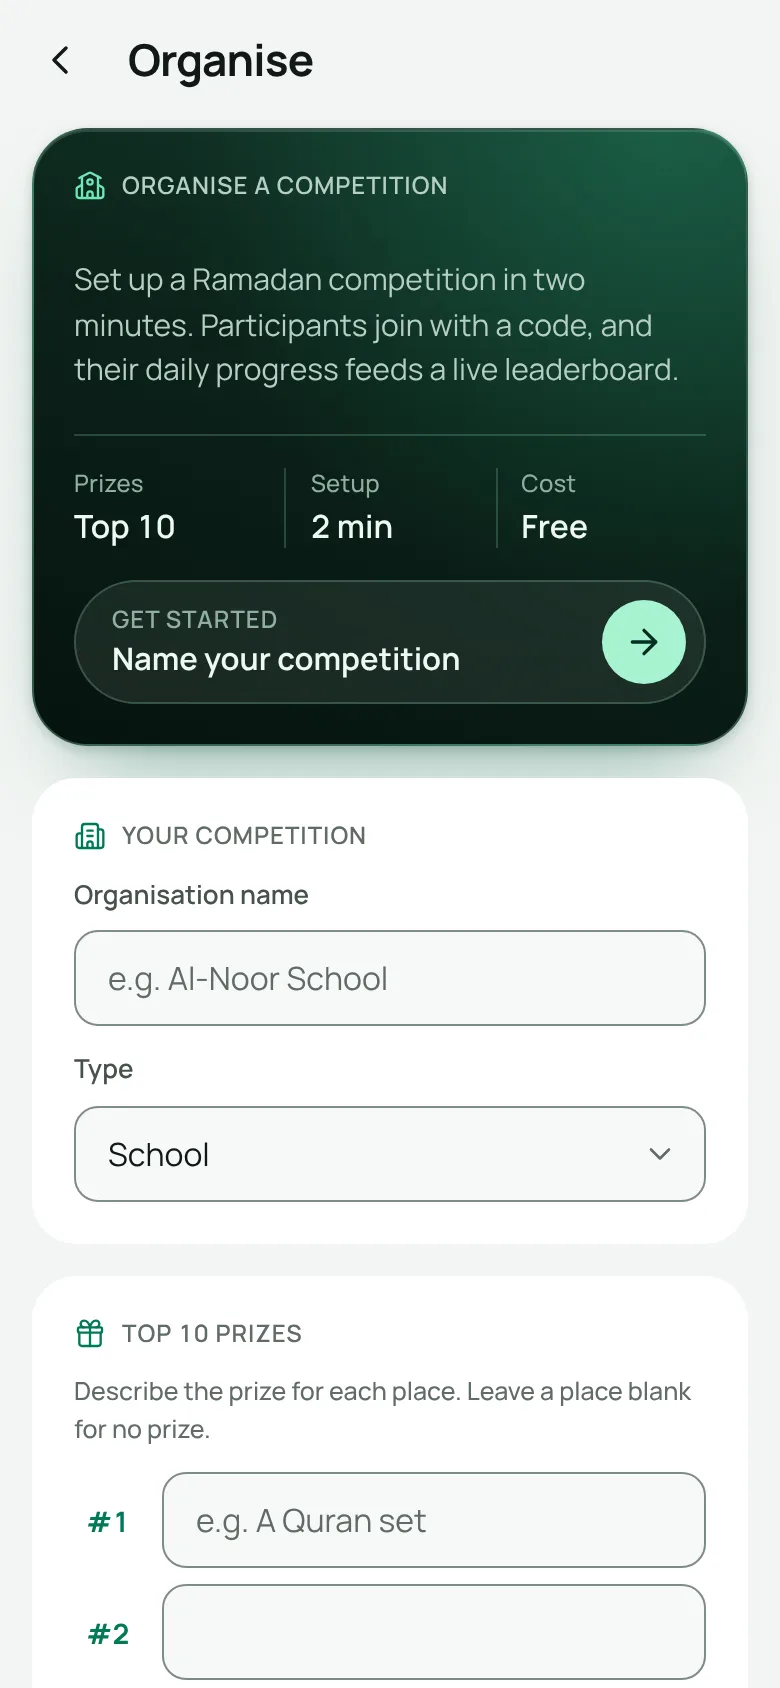 Organise
ORGANISE A COMPETITION
Set up a Ramadan competition in two
minutes. Participants join with a code, and
their daily progress feeds a live leaderboard.
Prizes
Top 10
Setup
2 min
Cost
Free
GET STARTED
Name your competition
YOUR COMPETITION
Organisation name
e.g. Al-Noor School
Type
School
TOP 10 PRIZES
Describe the prize for each place. Leave a place blank
for no prize.
#1
e.g. A Quran set
#2